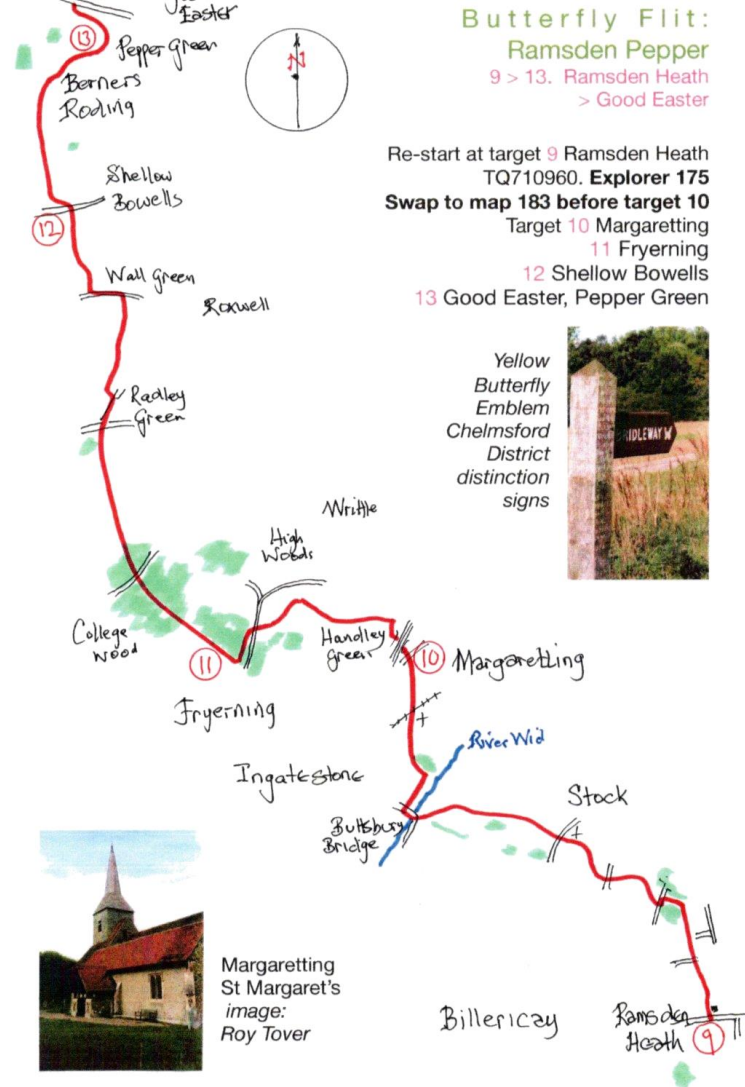 Easter
13
Pepper Green
Berners
Roding
N
Butterfly Flit:
Ramsden Pepper
9 > 13. Ramsden Heath
> Good Easter
Re-start at target 9 Ramsden Heath
TQ710960. Explorer 175
Swap to map 183 before target 10
Target 10 Margaretting
11 Fryerning
12 Shellow Bowells
13 Good Easter, Pepper Green
Shellow
Bowells
12
Wall Green
Roxwell
Yellow
Butterfly
Emblem
Chelmsford
District
distinction
signs
RIDLEWAY
Radley
Green
Writtle
High
Woods
College
Wood
11
Handley
Green
10
Margaretting
Fryerning
River Wid
Ingatestone
Stock
Buttsbury
Bridge
Margaretting
St Margaret's
image:
Roy Tover
Billericay
Ramsden
Heath
9